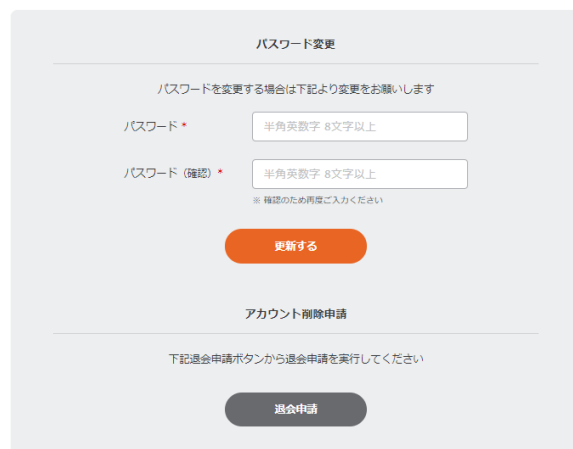 パスワード変更
パスワードを変更する場合は下記より変更をお願いします
パスワード *
半角英数字 8文字以上
パスワード（確認） *
半角英数字 8文字以上
※ 確認のため再度ご入力ください
更新する
アカウント削除申請
下記退会申請ボタンから退会申請を実行してください
退会申請